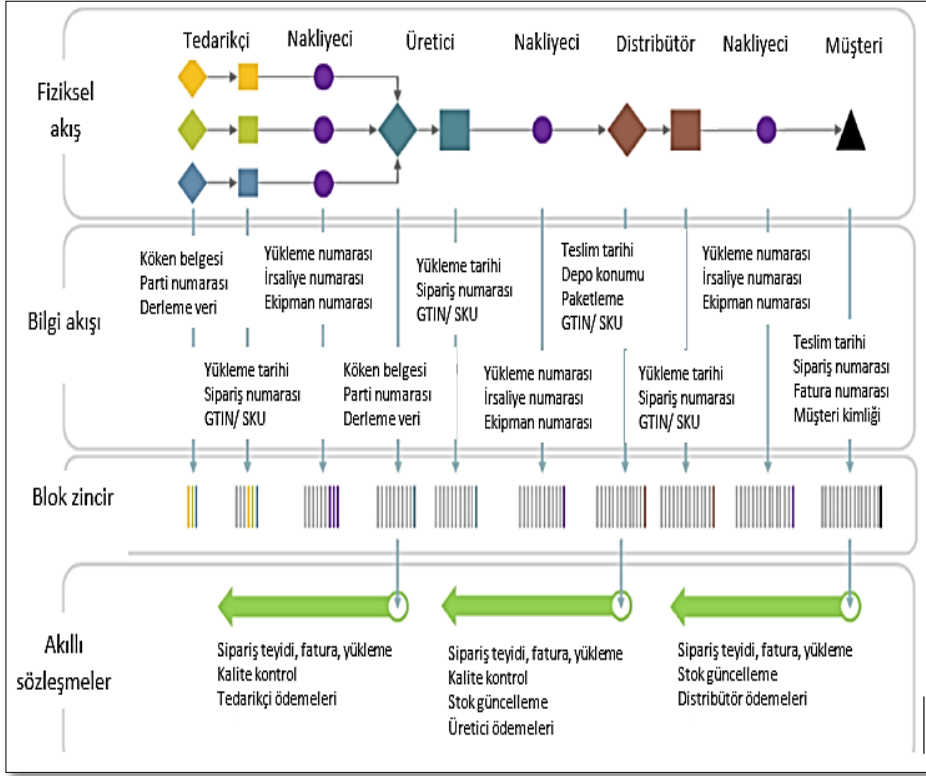 Tedarikçi
Nakliyeci
Üretici
Nakliyeci
Distribütör
Nakliyeci
Müşteri
Fiziksel
akış
Bilgi akışı
Köken belgesi
Parti numarası
Derleme veri
Yükleme tarihi
Sipariş numarası
GTIN/ SKU
Yükleme numarası
İrsaliye numarası
Ekipman numarası
Köken belgesi
Parti numarası
Derleme veri
Yükleme tarihi
Sipariş numarası
GTIN/ SKU
Yükleme numarası
İrsaliye numarası
Ekipman numarası
Teslim tarihi
Depo konumu
Paketleme
GTIN/ SKU
Yükleme tarihi
Sipariş numarası
GTIN/ SKU
Yükleme numarası
İrsaliye numarası
Ekipman numarası
Teslim tarihi
Sipariş numarası
Fatura numarası
Müşteri kimliği
Blok zincir
Akıllı
sözleşmeler
Sipariş teyidi, fatura, yükleme
Kalite kontrol
Tedarikçi ödemeleri
Sipariş teyidi, fatura, yükleme
Kalite kontrol
Stok güncelleme
Üretici ödemeleri
Sipariş teyidi, fatura, yükleme
Stok güncelleme
Distribütör ödemeleri